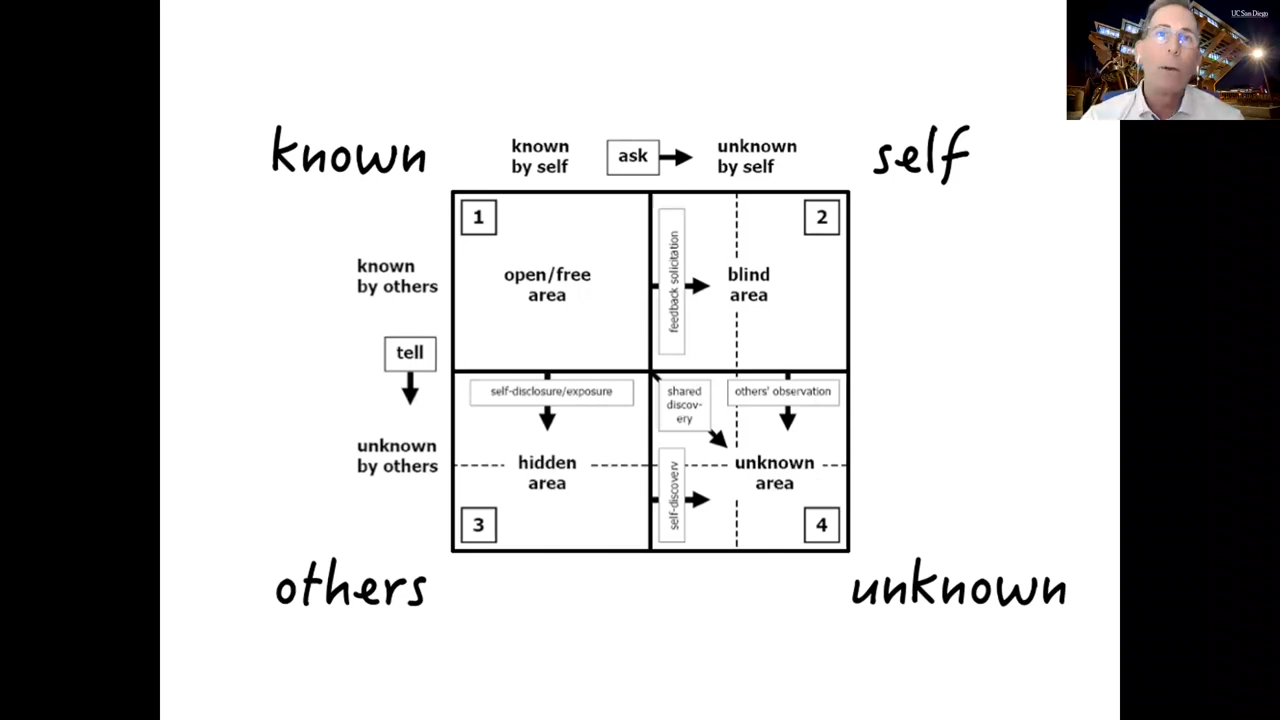 UC San Diego
known
self
known
by self
ask
unknown
by self
1
2
known
by others
open/free
area
feedback solicitation
blind
area
tell
self-disclosure/exposure
shared
discov-
ery
others' observation
unknown
by others
hidden
area
self-discovery
unknown
area
3
4
others
unknown